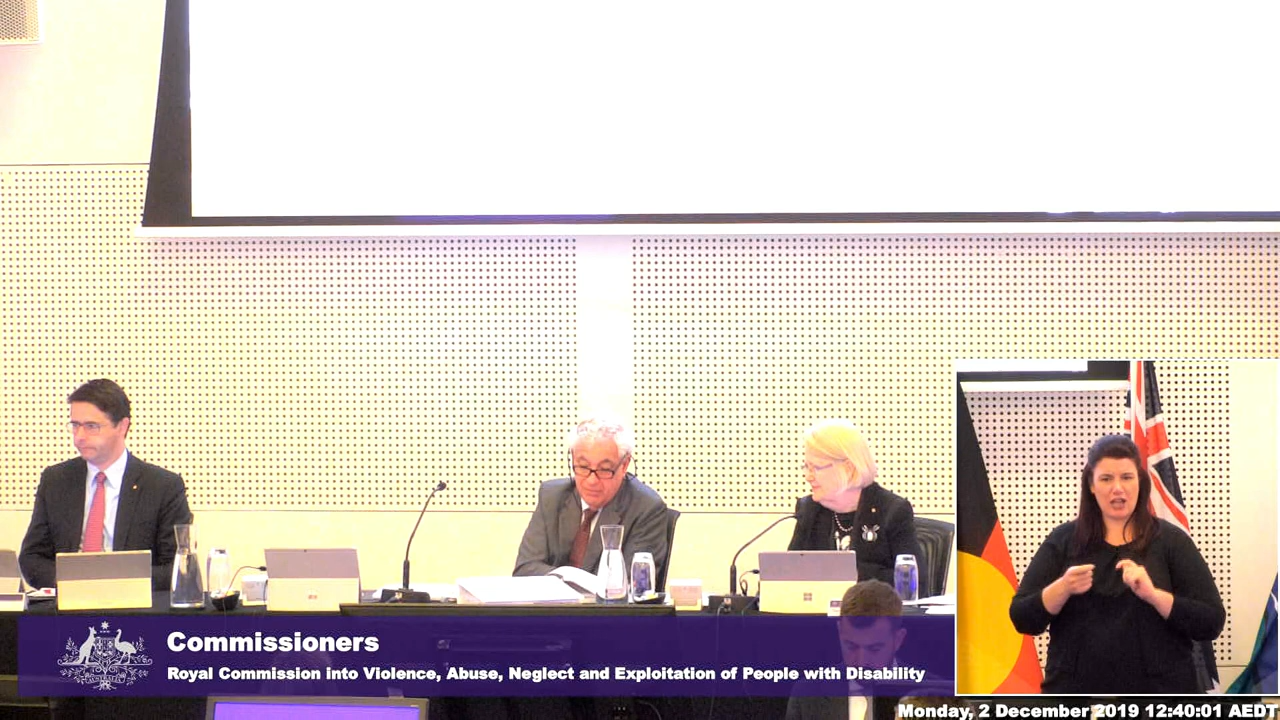 Commissioners
Royal Commission into Violence, Abuse, Neglect and Exploitation of People with Disability
AUSTRALIA
Monday, 2 December 2019 12:40:01 AEDT